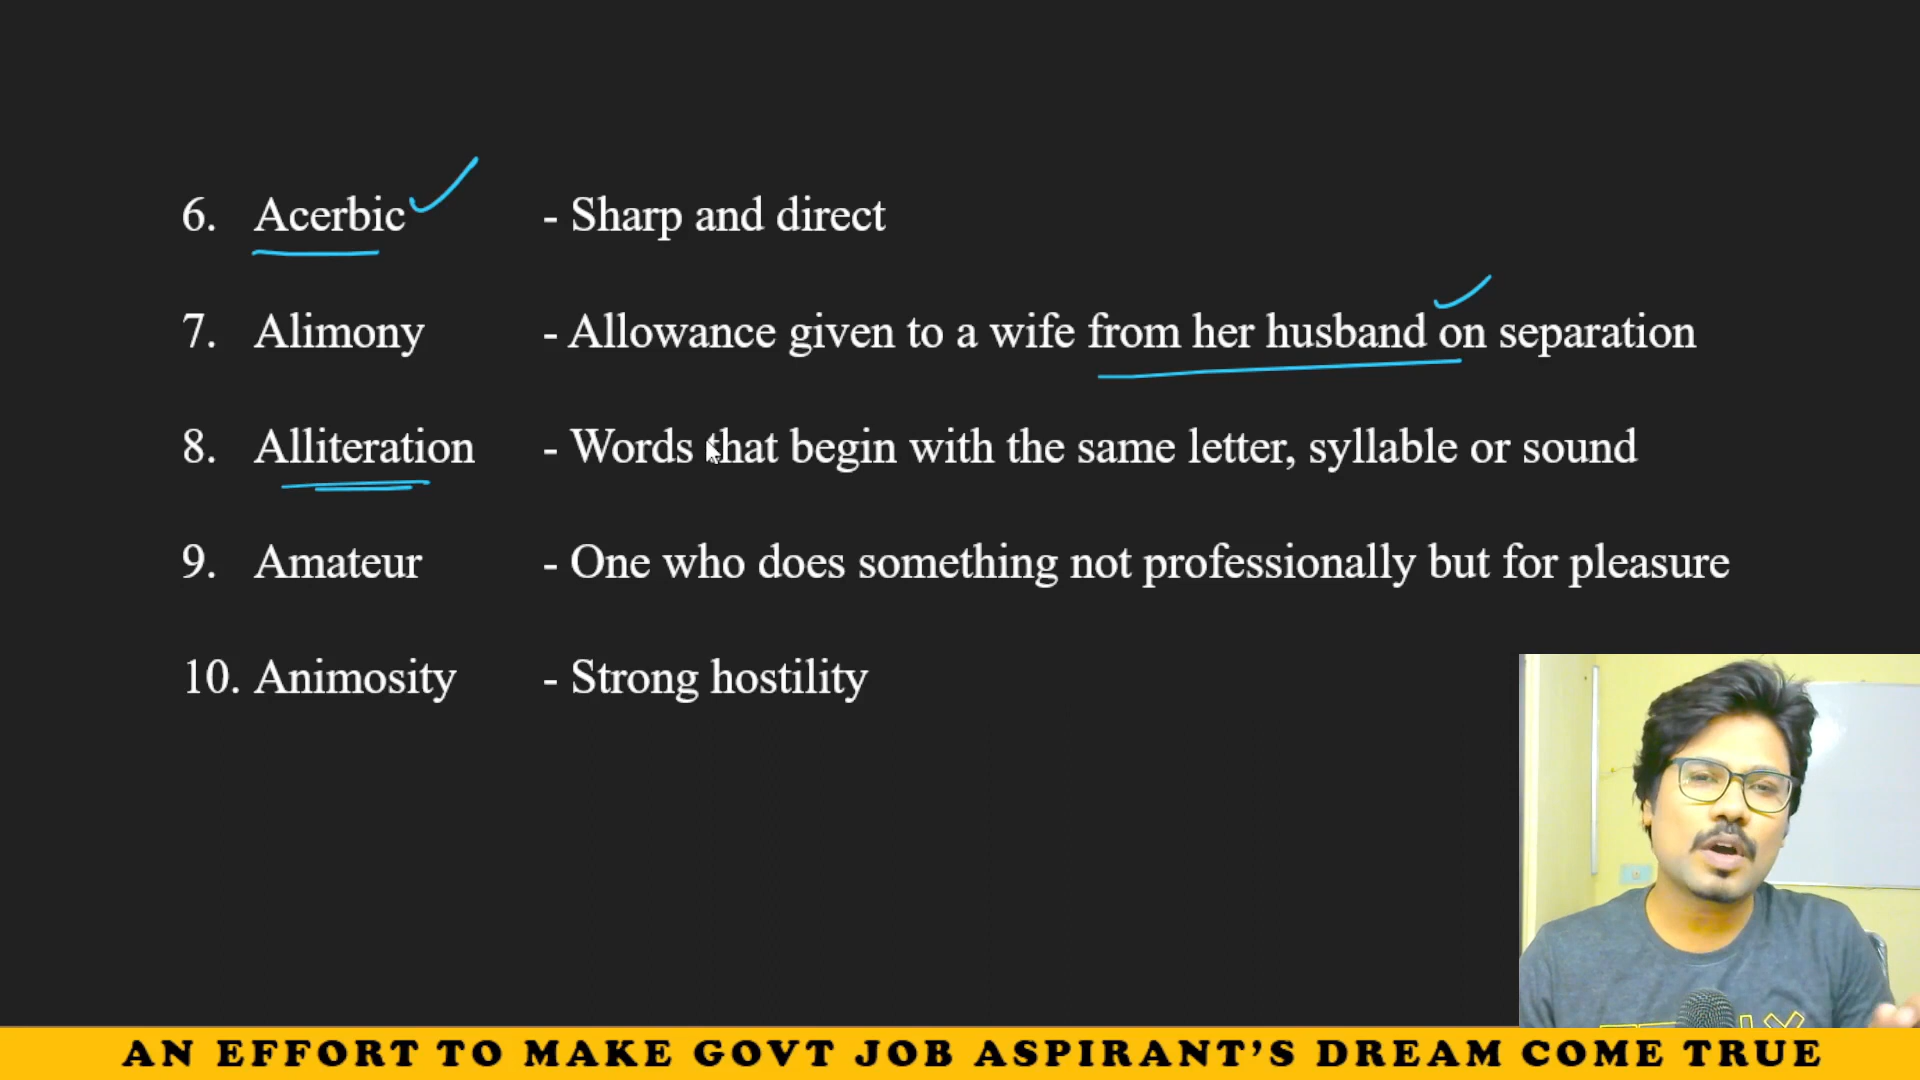 6. Acerbic - Sharp and direct
7. Alimony - Allowance given to a wife from her husband on separation
8. Alliteration - Words that begin with the same letter, syllable or sound
9. Amateur - One who does something not professionally but for pleasure
10. Animosity - Strong hostility
AN EFFORT TO MAKE GOVT JOB ASPIRANT’S DREAM COME TRUE